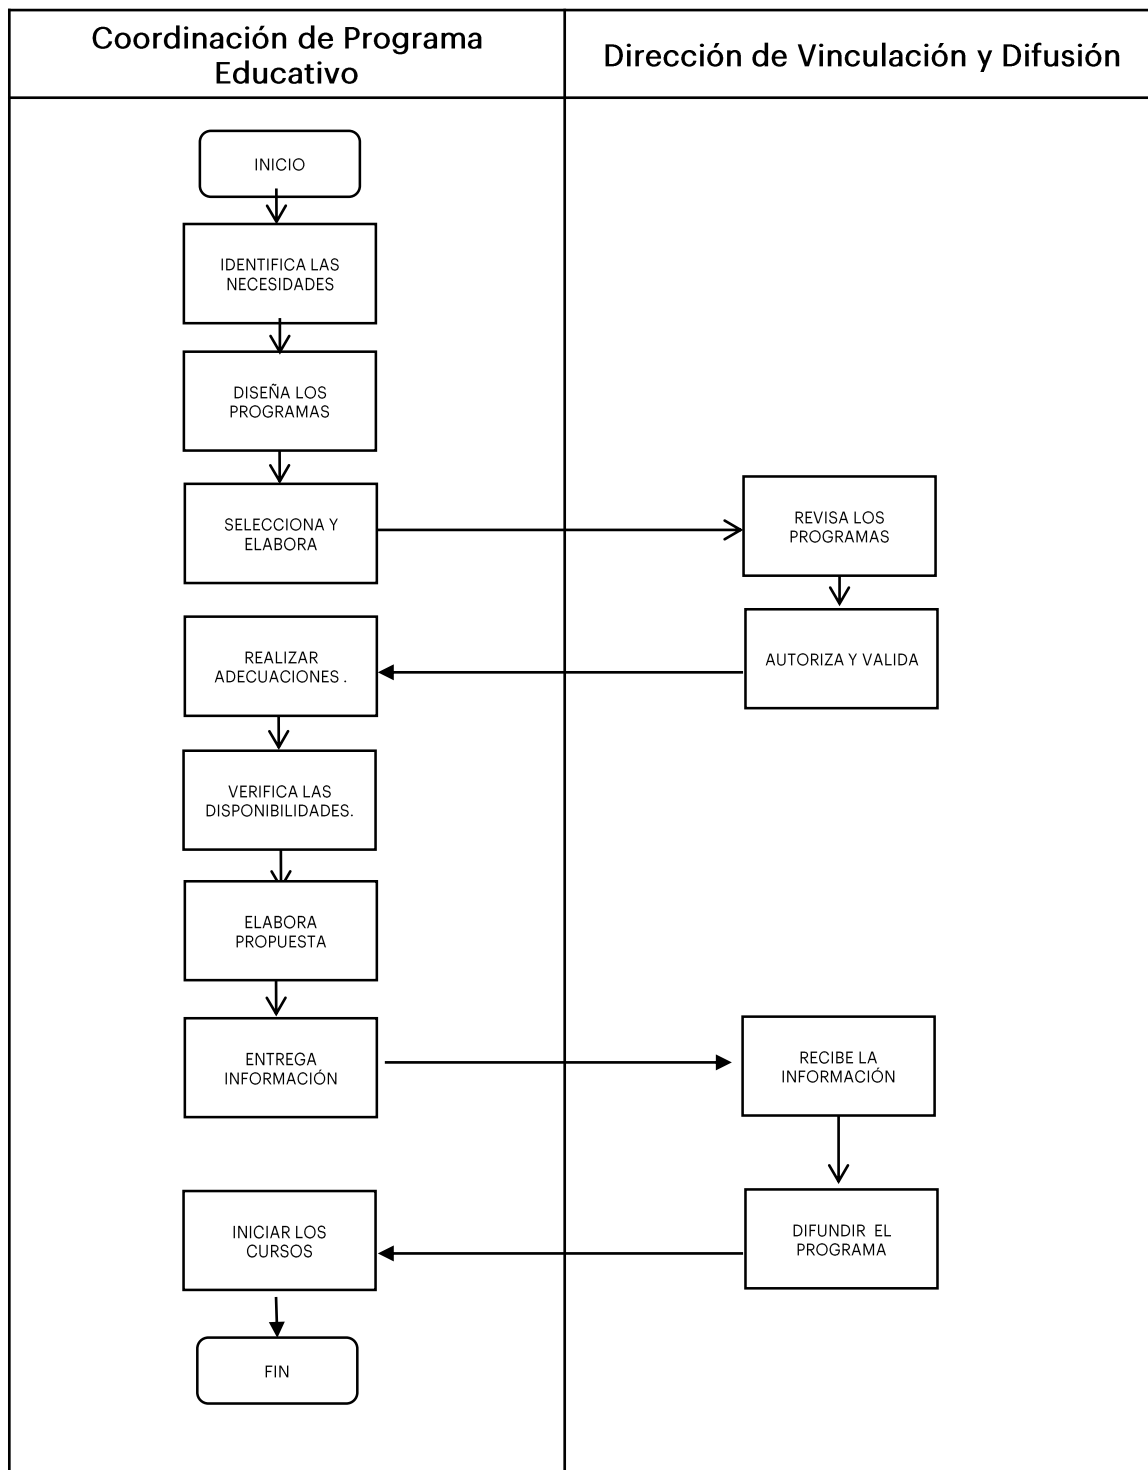 Coordinación de Programa
Educativo
Dirección de Vinculación y Difusión
INICIO
IDENTIFICA LAS
NECESIDADES
DISEÑA LOS
PROGRAMAS
SELECCIONA Y
ELABORA
REVISA LOS
PROGRAMAS
AUTORIZA Y VALIDA
REALIZAR
ADECUACIONES .
VERIFICA LAS
DISPONIBILIDADES.
ELABORA
PROPUESTA
ENTREGA
INFORMACIÓN
RECIBE LA
INFORMACIÓN
DIFUNDIR EL
PROGRAMA
INICIAR LOS
CURSOS
FIN